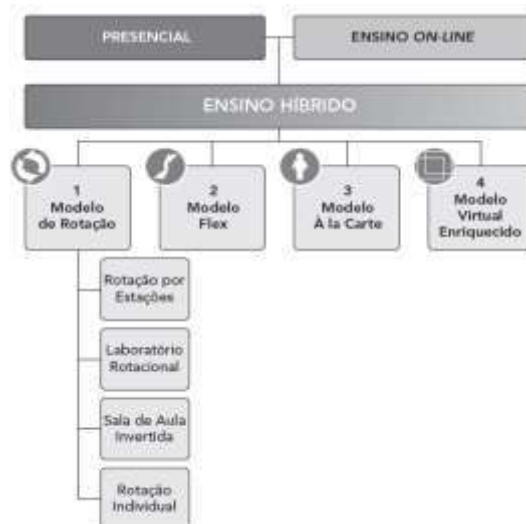 PRESENCIAL
ENSINO ON-LINE
ENSINO HÍBRIDO
1
Modelo
de Rotação
2
Modelo
Flex
3
Modelo
À la Carte
4
Modelo
Virtual
Enriquecido
Rotação por
Estações
Laboratório
Rotacional
Sala de Aula
Invertida
Rotação
Individual